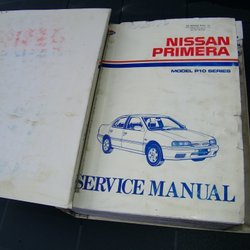 NISSAN
PRIMERA
MODEL P10 SERIES
SERVICE MANUAL